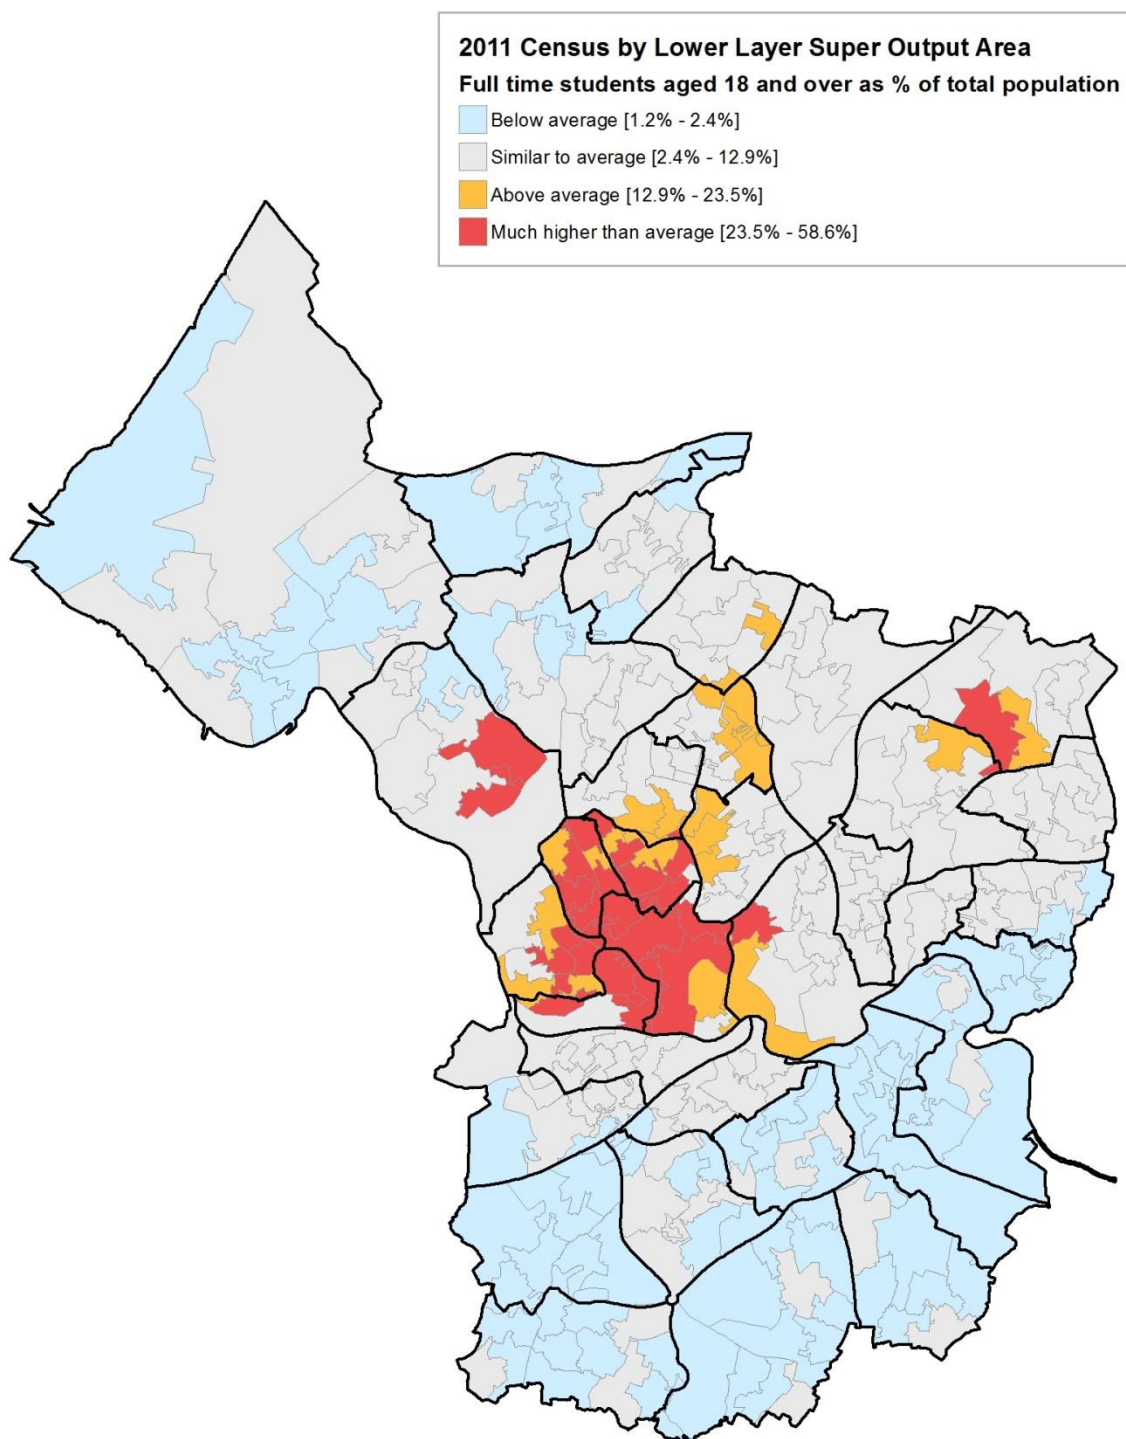 2011 Census by Lower Layer Super Output Area
Full time students aged 18 and over as % of total population
Below average [1.2% - 2.4%]
Similar to average [2.4% - 12.9%]
Above average [12.9% - 23.5%]
Much higher than average [23.5% - 58.6%]